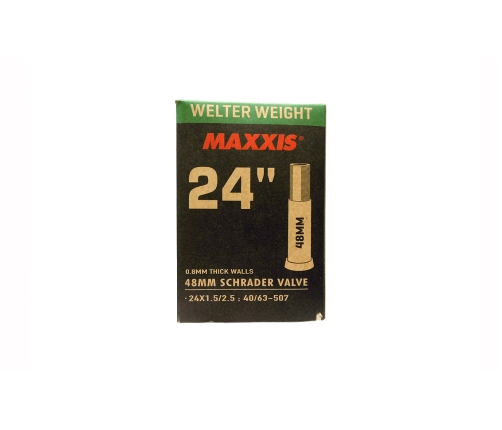 WELTER WEIGHT
MAXXIS®
24"
48MM
0.8MM THICK WALLS
48MM SCHRADER VALVE
· 24X1.5/2.5 : 40/63-507